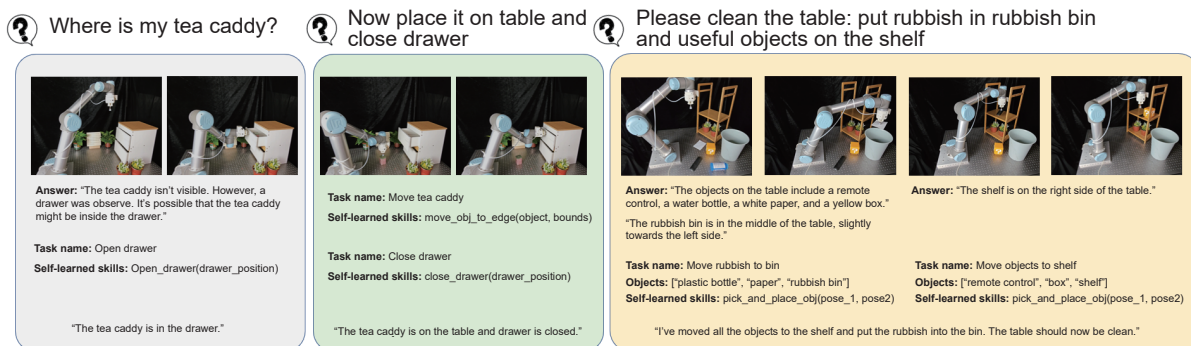 Where is my tea caddy?
Answer: “The tea caddy isn’t visible. However, a
drawer was observe. It’s possible that the tea caddy
might be inside the drawer.”
Task name: Open drawer
Self-learned skills: Open_drawer(drawer_position)
“The tea caddy is in the drawer.”
Now place it on table and
close drawer
Task name: Move tea caddy
Self-learned skills: move_obj_to_edge(object, bounds)
Task name: Close drawer
Self-learned skills: close_drawer(drawer_position)
“The tea caddy is on the table and drawer is closed.”
Please clean the table: put rubbish in rubbish bin
and useful objects on the shelf
Answer: “The objects on the table include a remote
control, a water bottle, a white paper, and a yellow box.”
“The rubbish bin is in the middle of the table, slightly
towards the left side.”
Task name: Move rubbish to bin
Objects: [“plastic bottle”, “paper”, “rubbish bin”]
Self-learned skills: pick_and_place_obj(pose_1, pose2)
Answer: “The shelf is on the right side of the table.”
Task name: Move objects to shelf
Objects: [“remote control”, “box”, “shelf”]
Self-learned skills: pick_and_place_obj(pose_1, pose2)
“I’ve moved all the objects to the shelf and put the rubbish into the bin. The table should now be clean.”